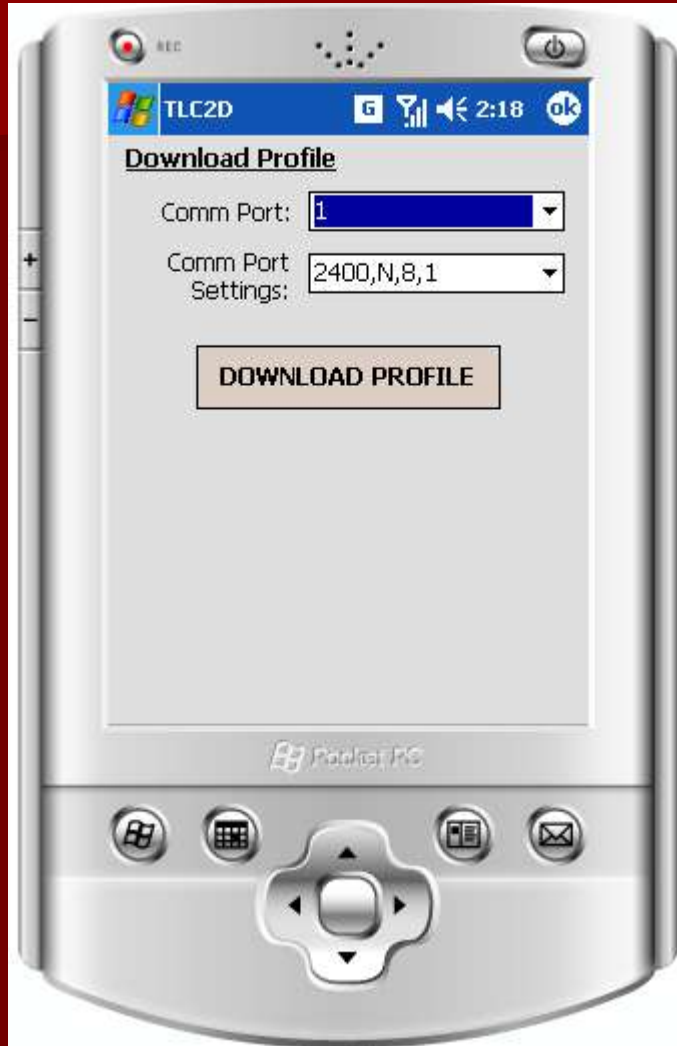 REC
TLC2D G 2:18 ok
Download Profile
Comm Port: 1
Comm Port
Settings: 2400,N,8,1
DOWNLOAD PROFILE
Pocket PC
+
-